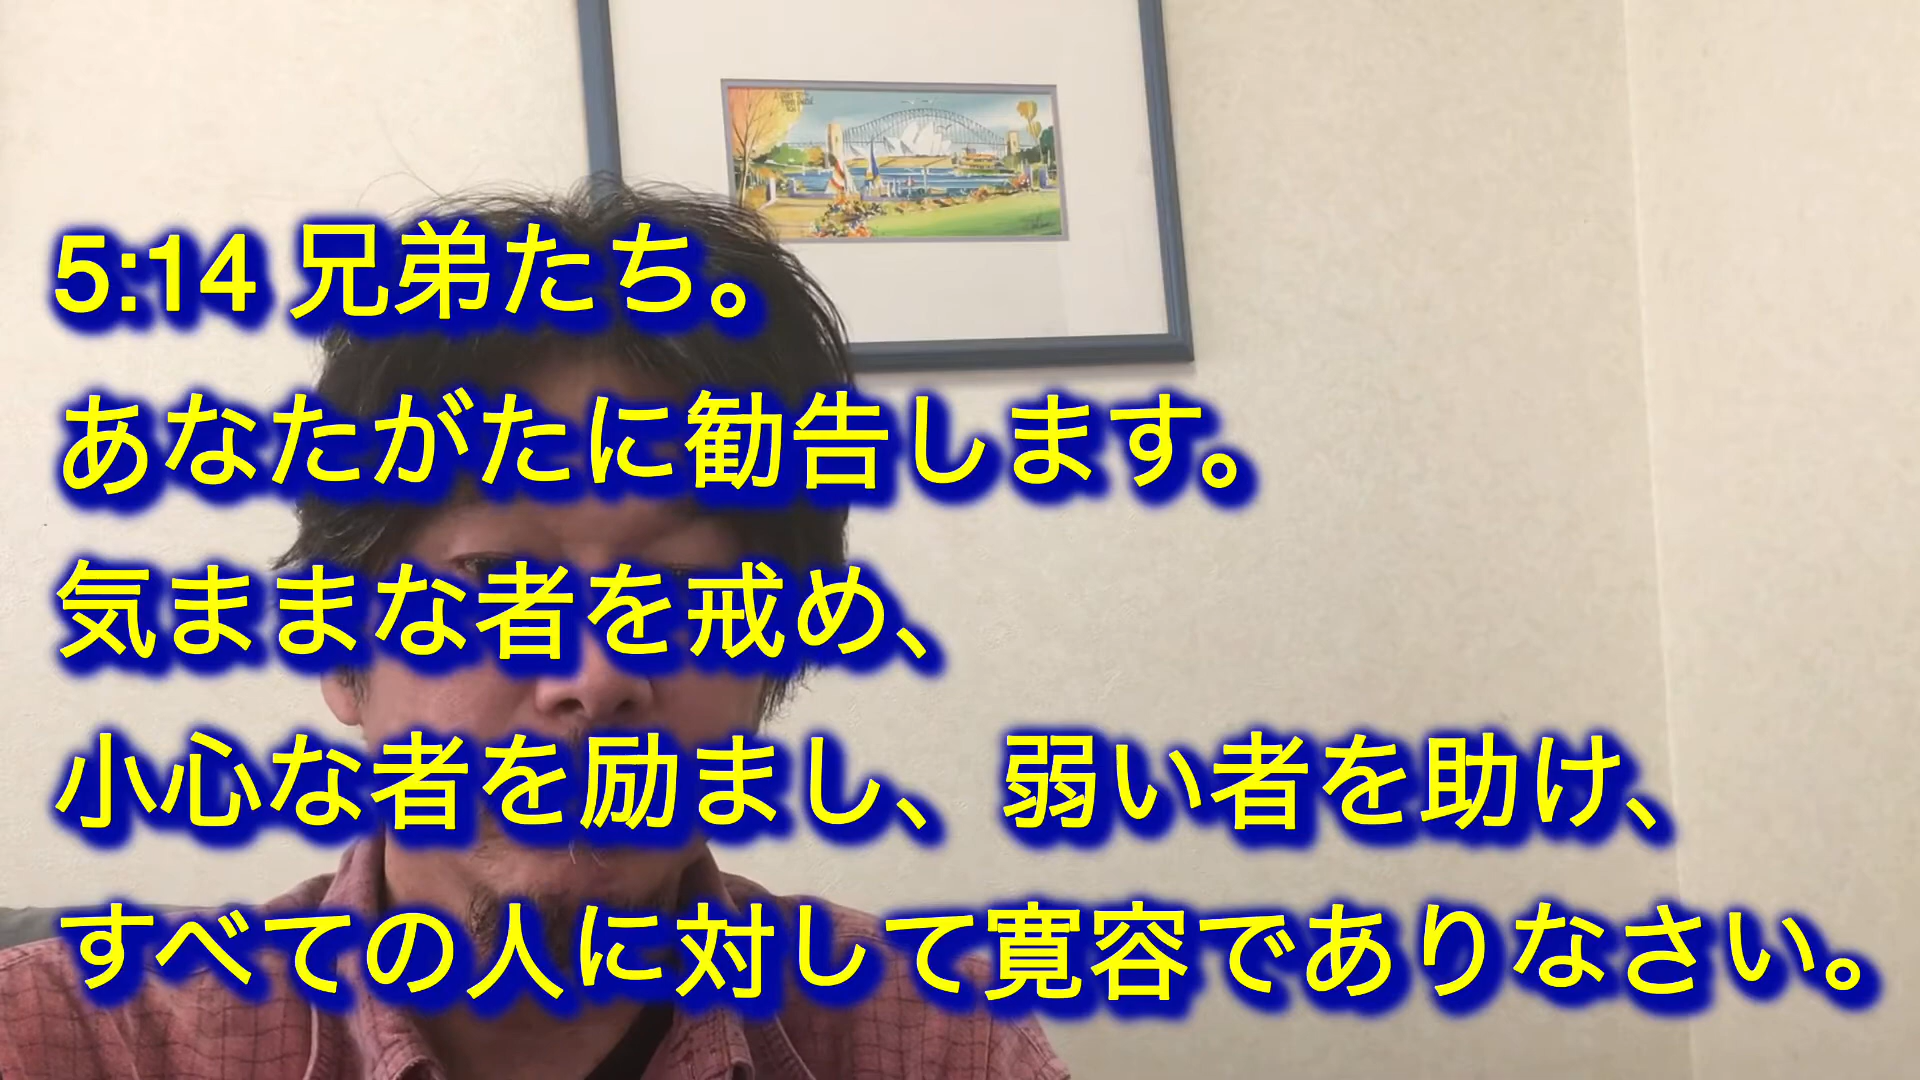 5:14 兄弟たち。
あなたがたに勧告します。
気ままな者を戒め、
小心な者を励まし、弱い者を助け、
すべての人に対して寛容でありなさい。